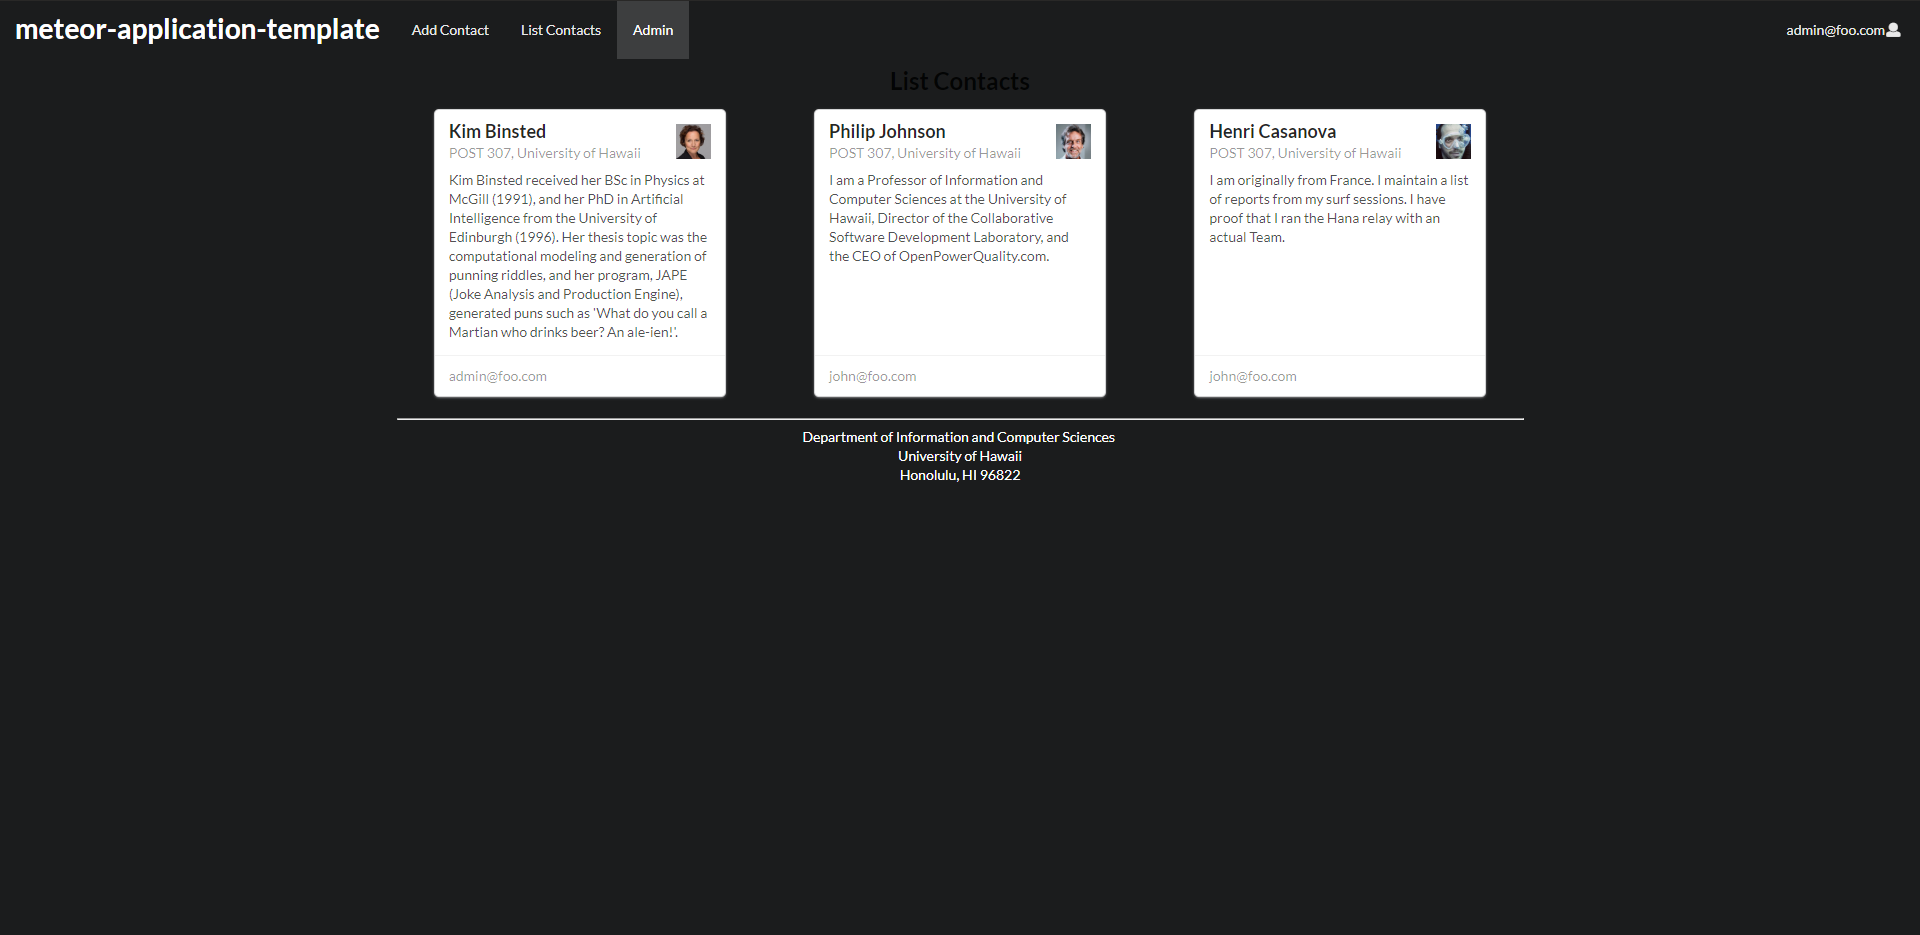 meteor-application-template
Add Contact
List Contacts
Admin
admin@foo.com
List Contacts
Kim Binsted
POST 307, University of Hawaii
Kim Binsted received her BSc in Physics at
McGill (1991), and her PhD in Artificial
Intelligence from the University of
Edinburgh (1996). Her thesis topic was the
computational modeling and generation of
punning riddles, and her program, JAPE
(Joke Analysis and Production Engine),
generated puns such as 'What do you call a
Martian who drinks beer? An ale-ien!'.
admin@foo.com
Philip Johnson
POST 307, University of Hawaii
I am a Professor of Information and
Computer Sciences at the University of
Hawaii, Director of the Collaborative
Software Development Laboratory, and
the CEO of OpenPowerQuality.com.
john@foo.com
Henri Casanova
POST 307, University of Hawaii
I am originally from France. I maintain a list
of reports from my surf sessions. I have
proof that I ran the Hana relay with an
actual Team.
john@foo.com
Department of Information and Computer Sciences
University of Hawaii
Honolulu, HI 96822